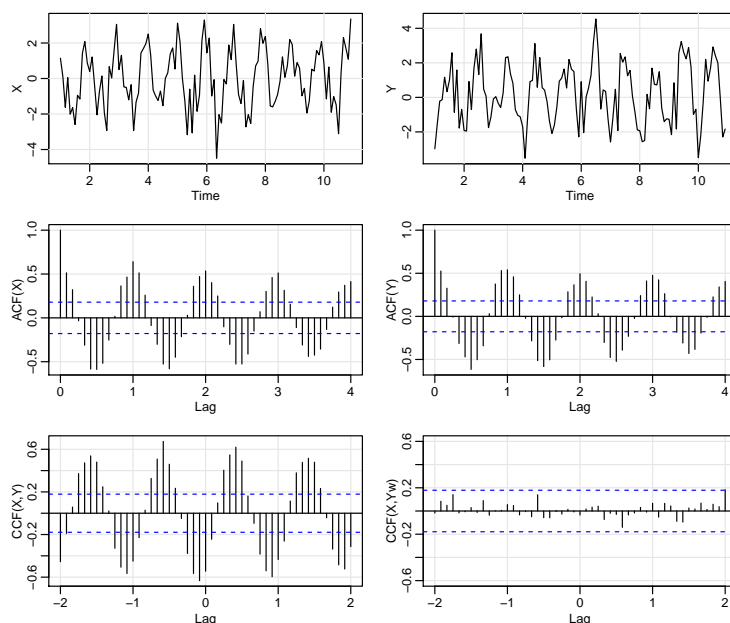 X
2
0
−2
−4
2 4 6 8 10
Time
Y
4
2
0
−2
2 4 6 8 10
Time
ACF(X)
1.0
0.5
0.0
−0.5
0 1 2 3 4
Lag
ACF(Y)
1.0
0.5
0.0
−0.5
0 1 2 3 4
Lag
CCF(X,Y)
0.6
0.2
−0.2
−0.6
−2 −1 0 1 2
Lag
CCF(X,Yw)
0.6
0.2
−0.2
−0.6
−2 −1 0 1 2
Lag